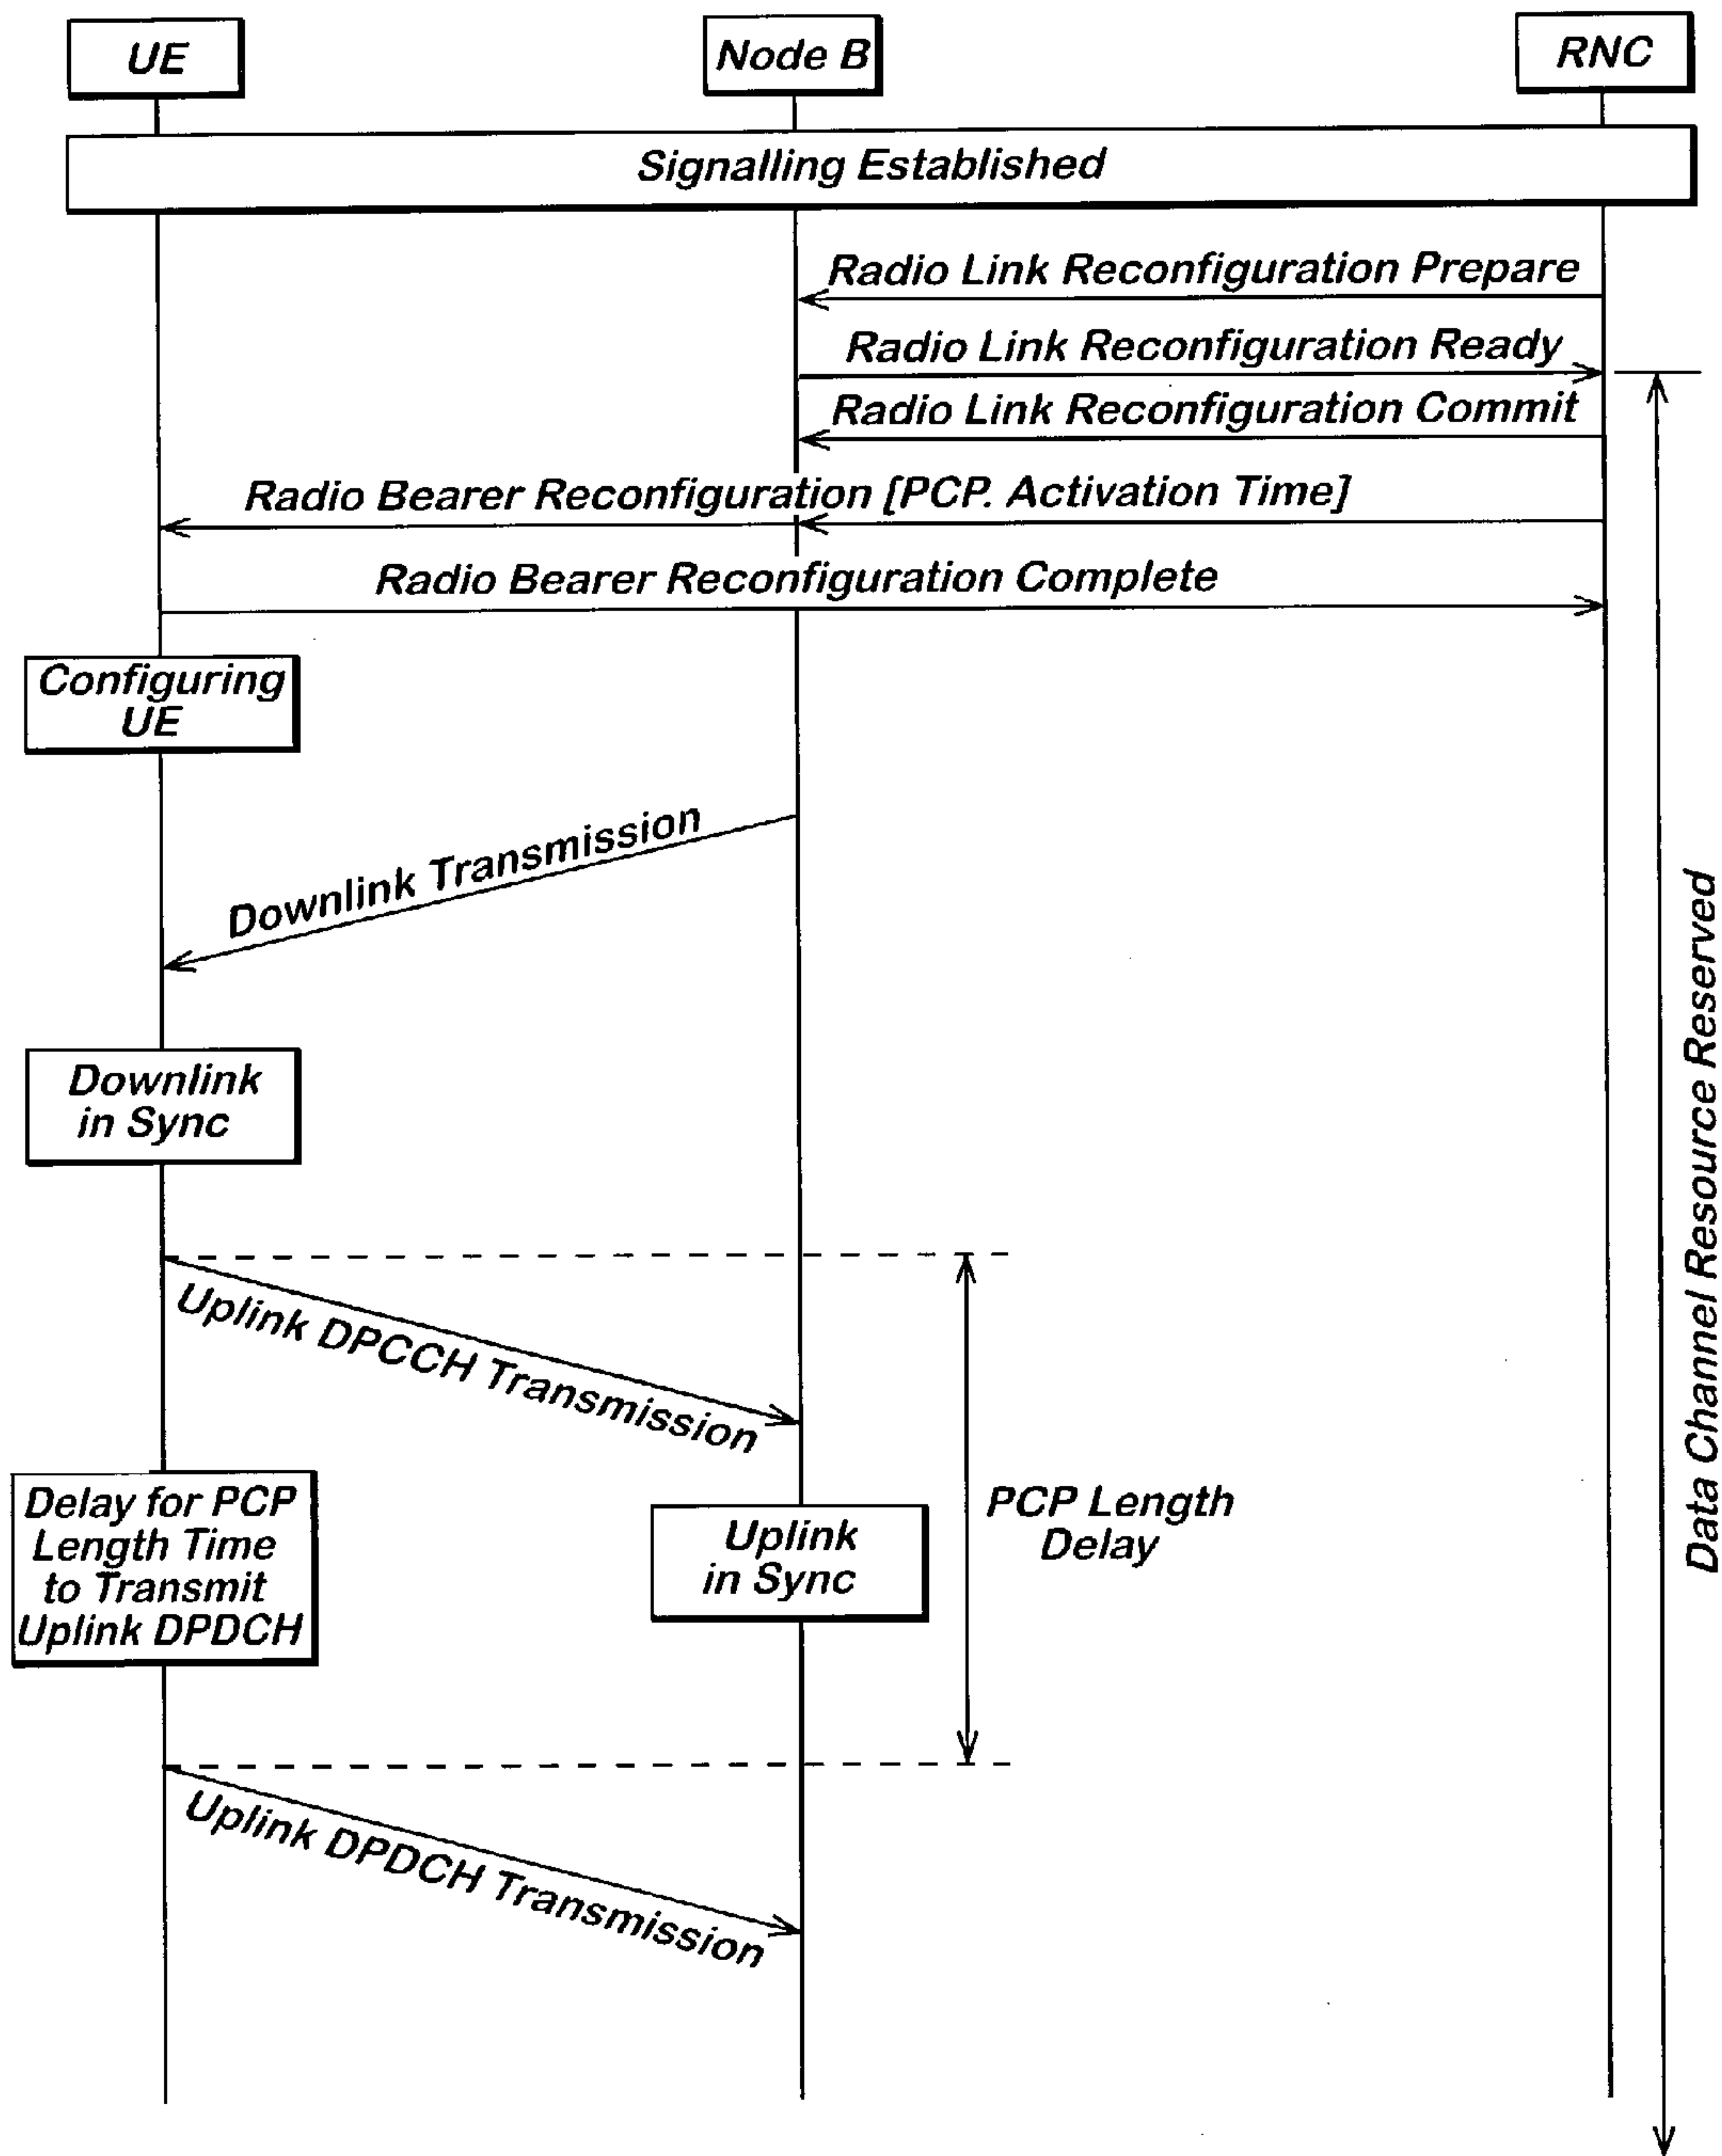 UE
Node B
RNC
Signalling Established
Radio Link Reconfiguration Prepare
Radio Link Reconfiguration Ready
Radio Link Reconfiguration Commit
Radio Bearer Reconfiguration [PCP. Activation Time]
Radio Bearer Reconfiguration Complete
Configuring
UE
Downlink Transmission
Downlink
in Sync
Uplink DPCCH Transmission
Delay for PCP
Length Time
to Transmit
Uplink DPDCH
Uplink
in Sync
PCP Length
Delay
Uplink DPDCH Transmission
Data Channel Resource Reserved